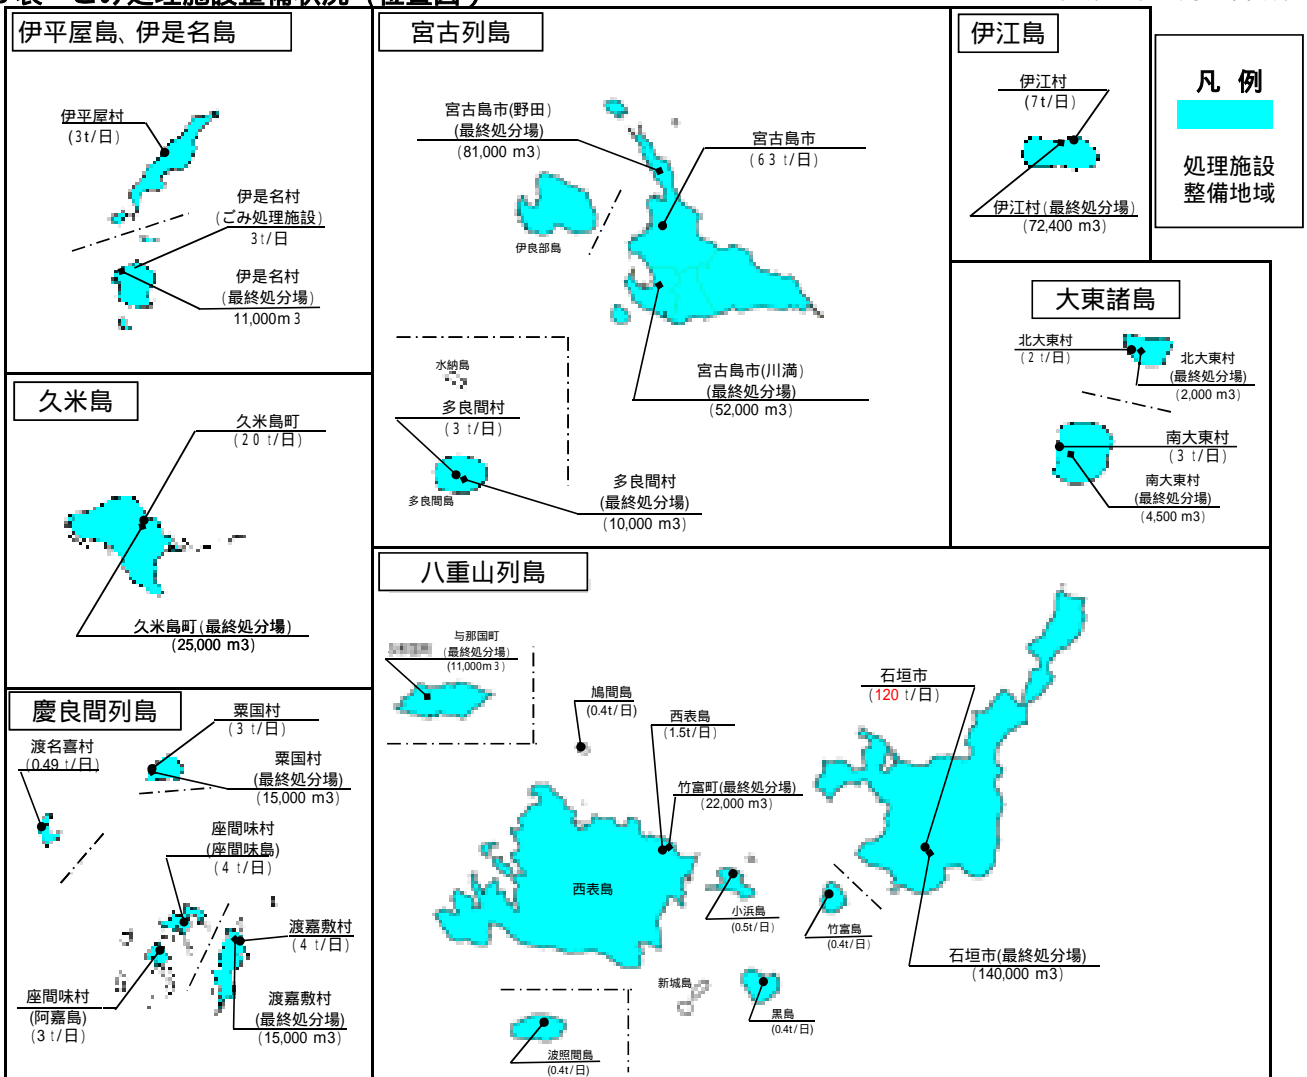 ごみ処理施設整備状況（位置図）
伊平屋島、伊是名島
伊平屋村
(3t/日)
伊是名村
(ごみ処理施設)
3t/日
伊是名村
(最終処分場)
11,000m3
宮古列島
宮古島市(野田)
(最終処分場)
(81,000 m3)
宮古島市
(63 t/日)
伊良部島
水納島
多良間村
(3 t/日)
多良間島
宮古島市(川満)
(最終処分場)
(52,000 m3)
多良間村
(最終処分場)
(10,000 m3)
伊江島
伊江村
(7t/日)
伊江村(最終処分場)
(72,400 m3)
凡 例
処理施設
整備地域
大東諸島
北大東村
(2 t/日)
北大東村
(最終処分場)
(2,000 m3)
南大東村
(3 t/日)
南大東村
(最終処分場)
(4,500 m3)
久米島
久米島町
(20 t/日)
久米島町(最終処分場)
(25,000 m3)
慶良間列島
粟国村
(3 t/日)
渡名喜村
(0.49 t/日)
粟国村
(最終処分場)
(15,000 m3)
座間味村
(座間味島)
(4 t/日)
渡嘉敷村
(4 t/日)
座間味村
(阿嘉島)
(3 t/日)
渡嘉敷村
(最終処分場)
(15,000 m3)
八重山列島
与那国町
(最終処分場)
(11,000m3)
鳩間島
(0.4t/日)
西表島
(1.5t/日)
竹富町(最終処分場)
(22,000 m3)
石垣市
(120 t/日)
西表島
小浜島
(0.5t/日)
竹富島
(0.4t/日)
石垣市(最終処分場)
(140,000 m3)
新城島
黒島
(0.4t/日)
波照間島
(0.4t/日)